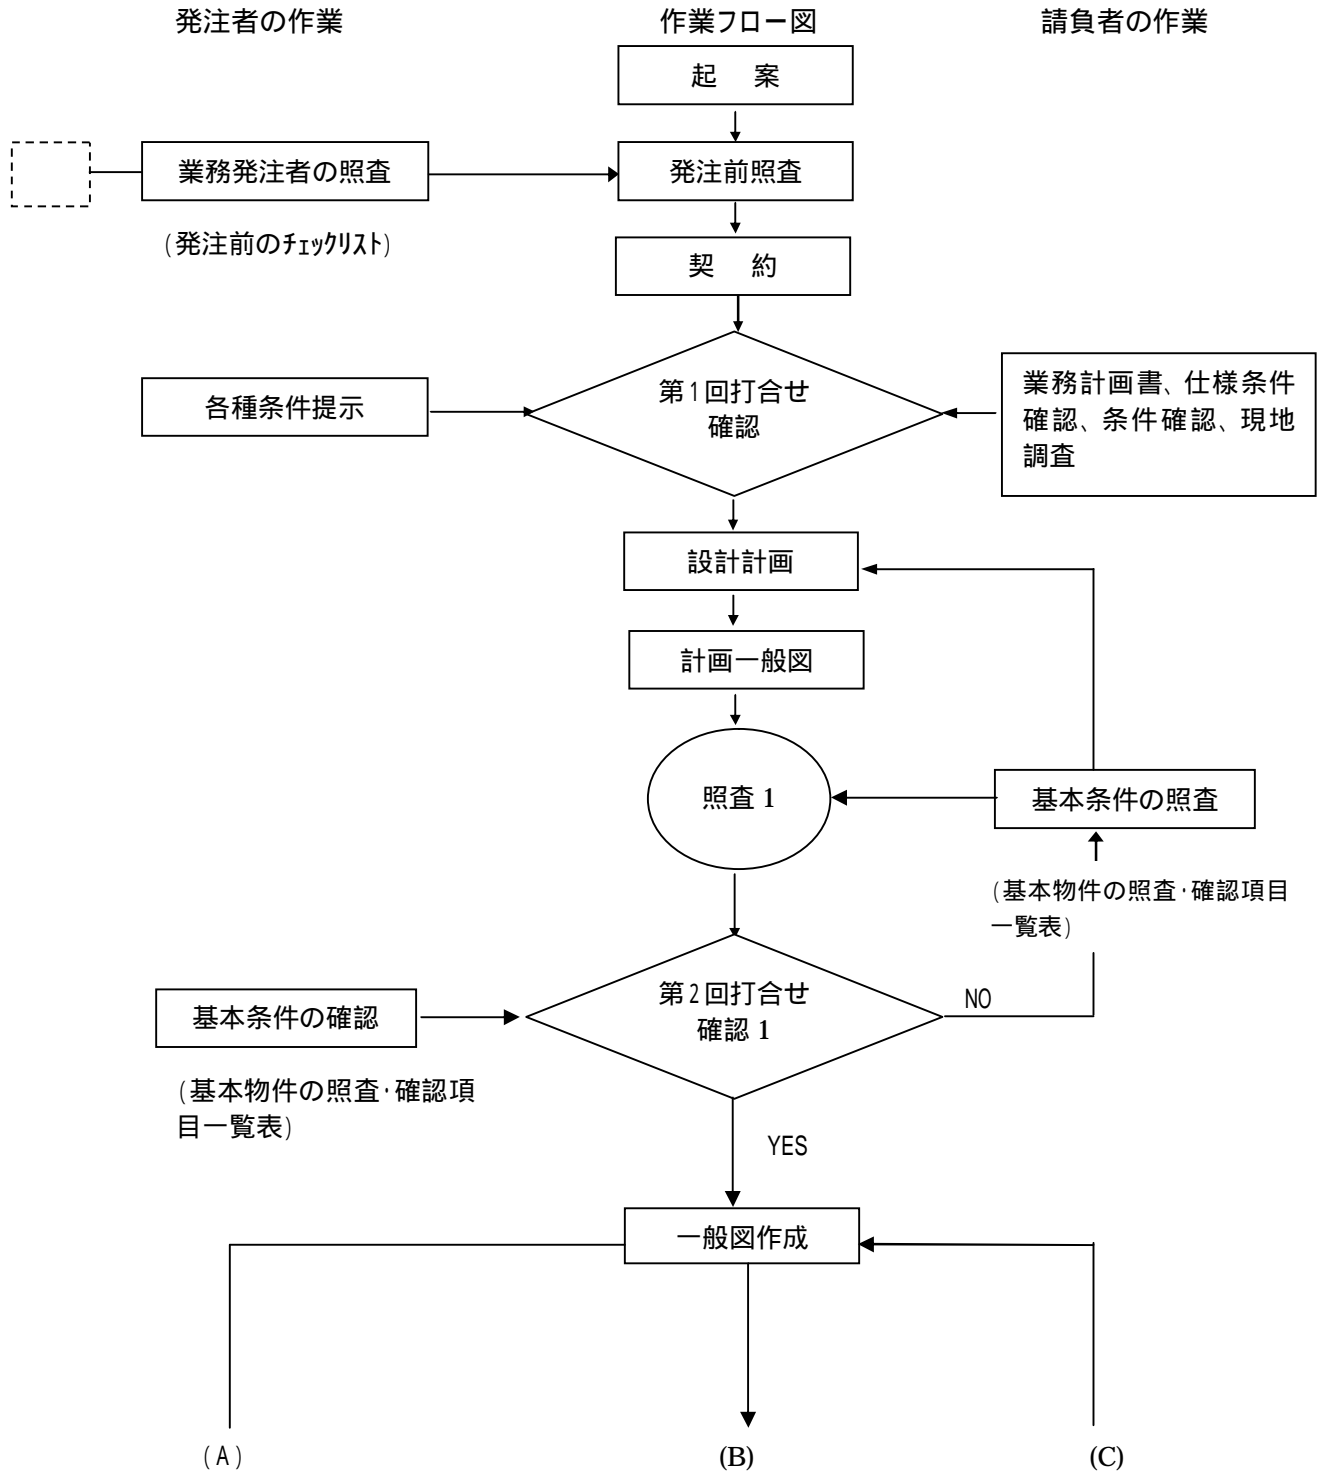 発注者の作業
作業フロー図
請負者の作業
起　案
業務発注者の照査
発注前照査
(発注前のﾁｪｯｸﾘｽﾄ)
契　約
各種条件提示
第1回打合せ
確認
業務計画書、仕様条件
確認、条件確認、現地
調査
設計計画
計画一般図
照査 1
基本条件の照査
(基本物件の照査・確認項目
一覧表)
基本条件の確認
第2回打合せ
確認 1
NO
(基本物件の照査・確認項
目一覧表)
YES
一般図作成
(A)
(B)
(C)